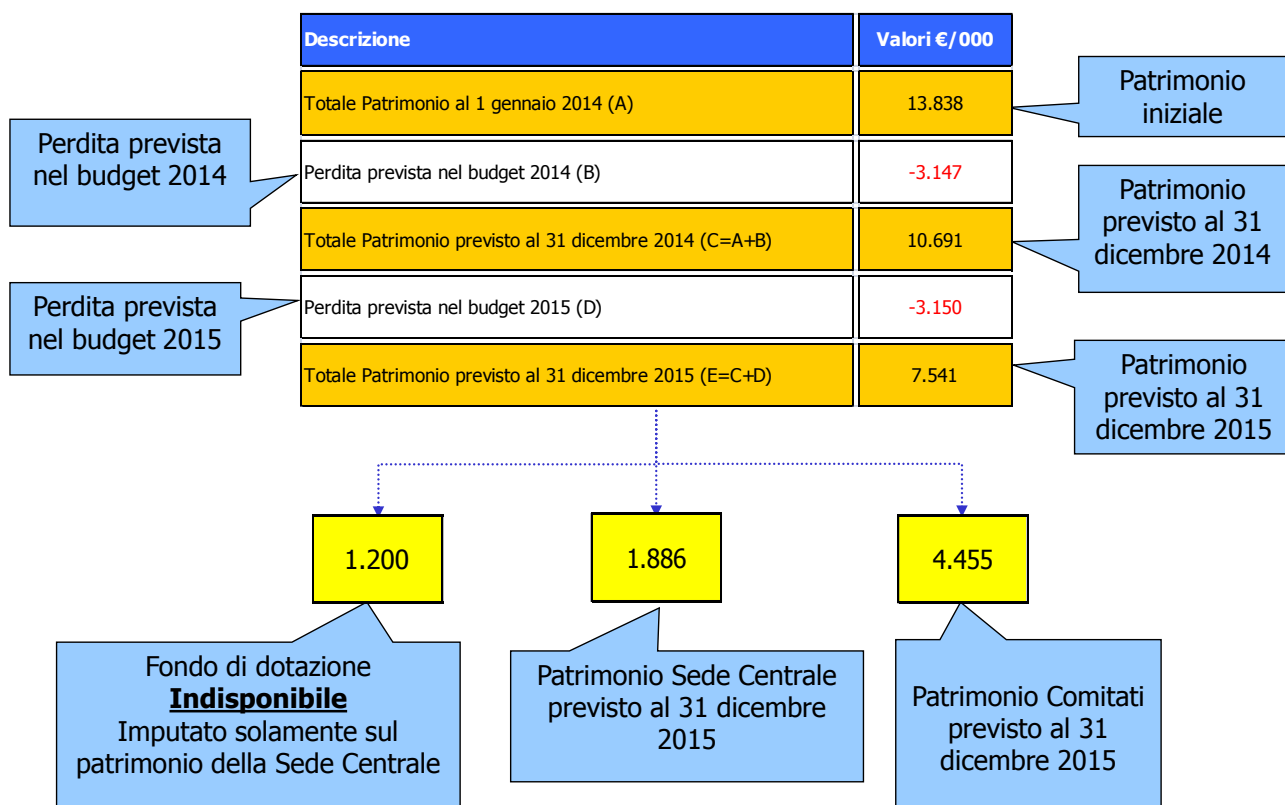 Descrizione
Valori €/000
Totale Patrimonio al 1 gennaio 2014 (A)
13.838
Patrimonio
iniziale
Perdita prevista
nel budget 2014
Perdita prevista nel budget 2014 (B)
-3.147
Patrimonio
previsto al 31
dicembre 2014
Totale Patrimonio previsto al 31 dicembre 2014 (C=A+B)
10.691
Perdita prevista
nel budget 2015
Perdita prevista nel budget 2015 (D)
-3.150
Totale Patrimonio previsto al 31 dicembre 2015 (E=C+D)
7.541
Patrimonio
previsto al 31
dicembre 2015
1.200
1.886
4.455
Fondo di dotazione
Indisponibile
Imputato solamente sul
patrimonio della Sede Centrale
Patrimonio Sede Centrale
previsto al 31 dicembre
2015
Patrimonio Comitati
previsto al 31
dicembre 2015